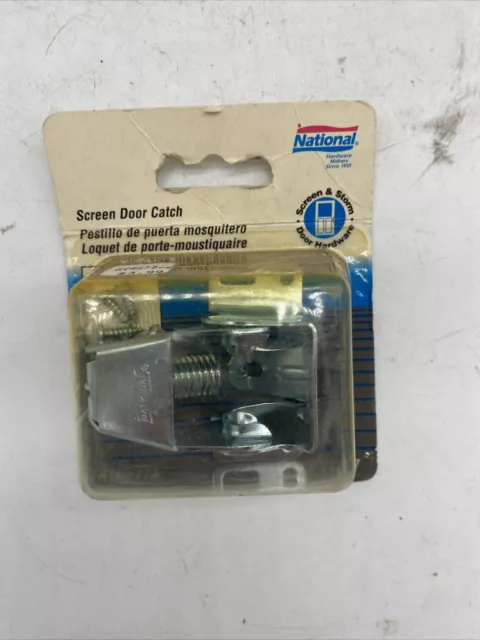 National
Hardware
Makers
Since 1901
Screen & Storm
Door Hardware
Screen Door Catch
Pestillo de puerta mosquitero
Loquet de porte-moustiquaire